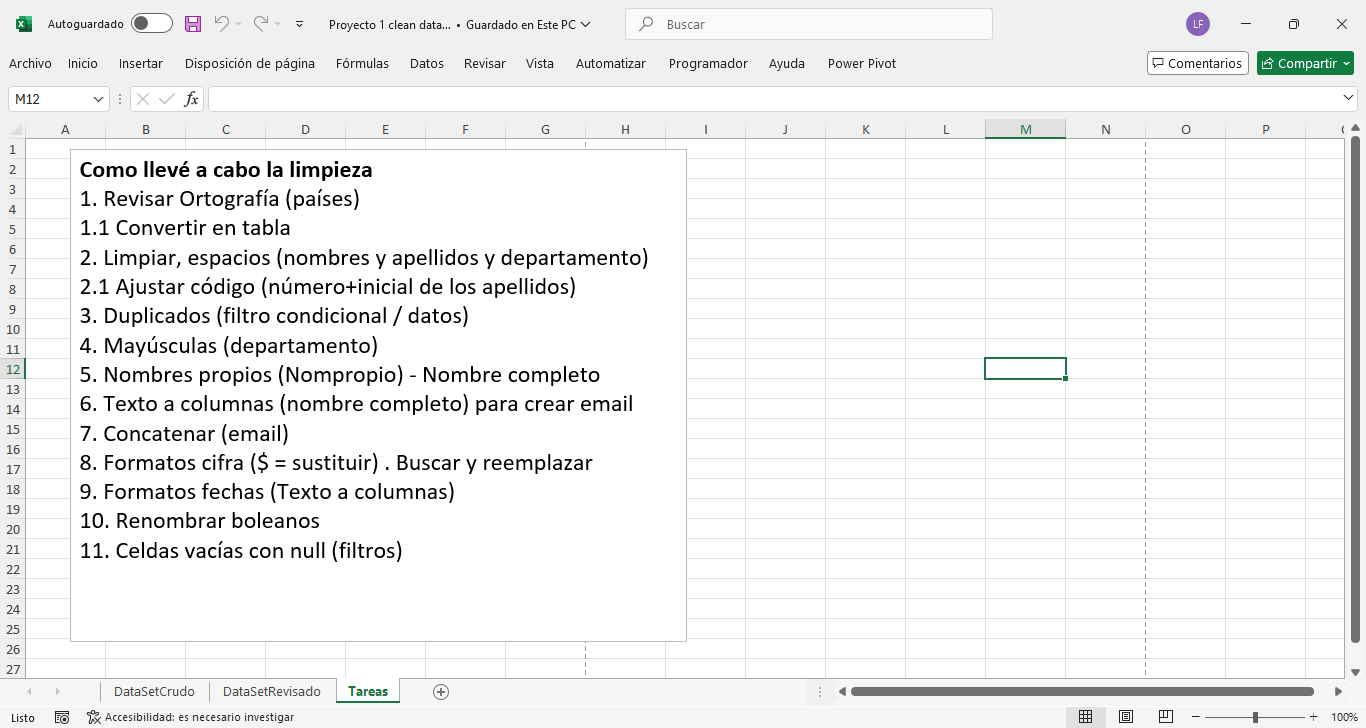 Autoguardado
Proyecto 1 clean data... • Guardado en Este PC
Buscar
LF
Archivo Inicio Insertar Disposición de página Fórmulas Datos Revisar Vista Automatizar Programador Ayuda Power Pivot
Comentarios
Compartir
M12
fx
A B C D E F G H I J K L M N O P
1
2
3
4
5
6
7
8
9
10
11
12
13
14
15
16
17
18
19
20
21
22
23
24
25
26
27
Como llevé a cabo la limpieza
1. Revisar Ortografía (países)
1.1 Convertir en tabla
2. Limpiar, espacios (nombres y apellidos y departamento)
2.1 Ajustar código (número+inicial de los apellidos)
3. Duplicados (filtro condicional / datos)
4. Mayúsculas (departamento)
5. Nombres propios (Nompropio) - Nombre completo
6. Texto a columnas (nombre completo) para crear email
7. Concatenar (email)
8. Formatos cifra ($ = sustituir) . Buscar y reemplazar
9. Formatos fechas (Texto a columnas)
10. Renombrar boleanos
11. Celdas vacías con null (filtros)
DataSetCrudo DataSetRevisado Tareas
Listo
Accesibilidad: es necesario investigar
100%